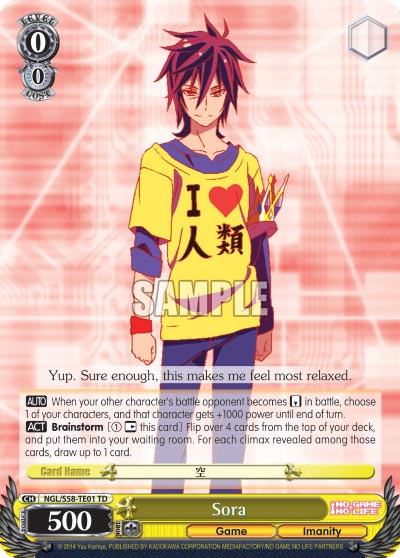 LEVEL
0
0
COST
I ❤
人類
SAMPLE
Yup. Sure enough, this makes me feel most relaxed.
AUTO When your other character's battle opponent becomes in battle, choose
1 of your characters, and that character gets +1000 power until end of turn.
ACT Brainstorm [① this card] Flip over 4 cards from the top of your deck,
and put them into your waiting room. For each climax revealed among those
cards, draw up to 1 card.
Card Name 空
CH NGL/S58-TE01 TD
Sora
NO GAME
NO LIFE
POWER
500
Game Imanity
© 2014 Yuu Kamiya, PUBLISHED BY KADOKAWA CORPORATION MEDIAFACTORY/NO GAME NO LIFE PARTNERS